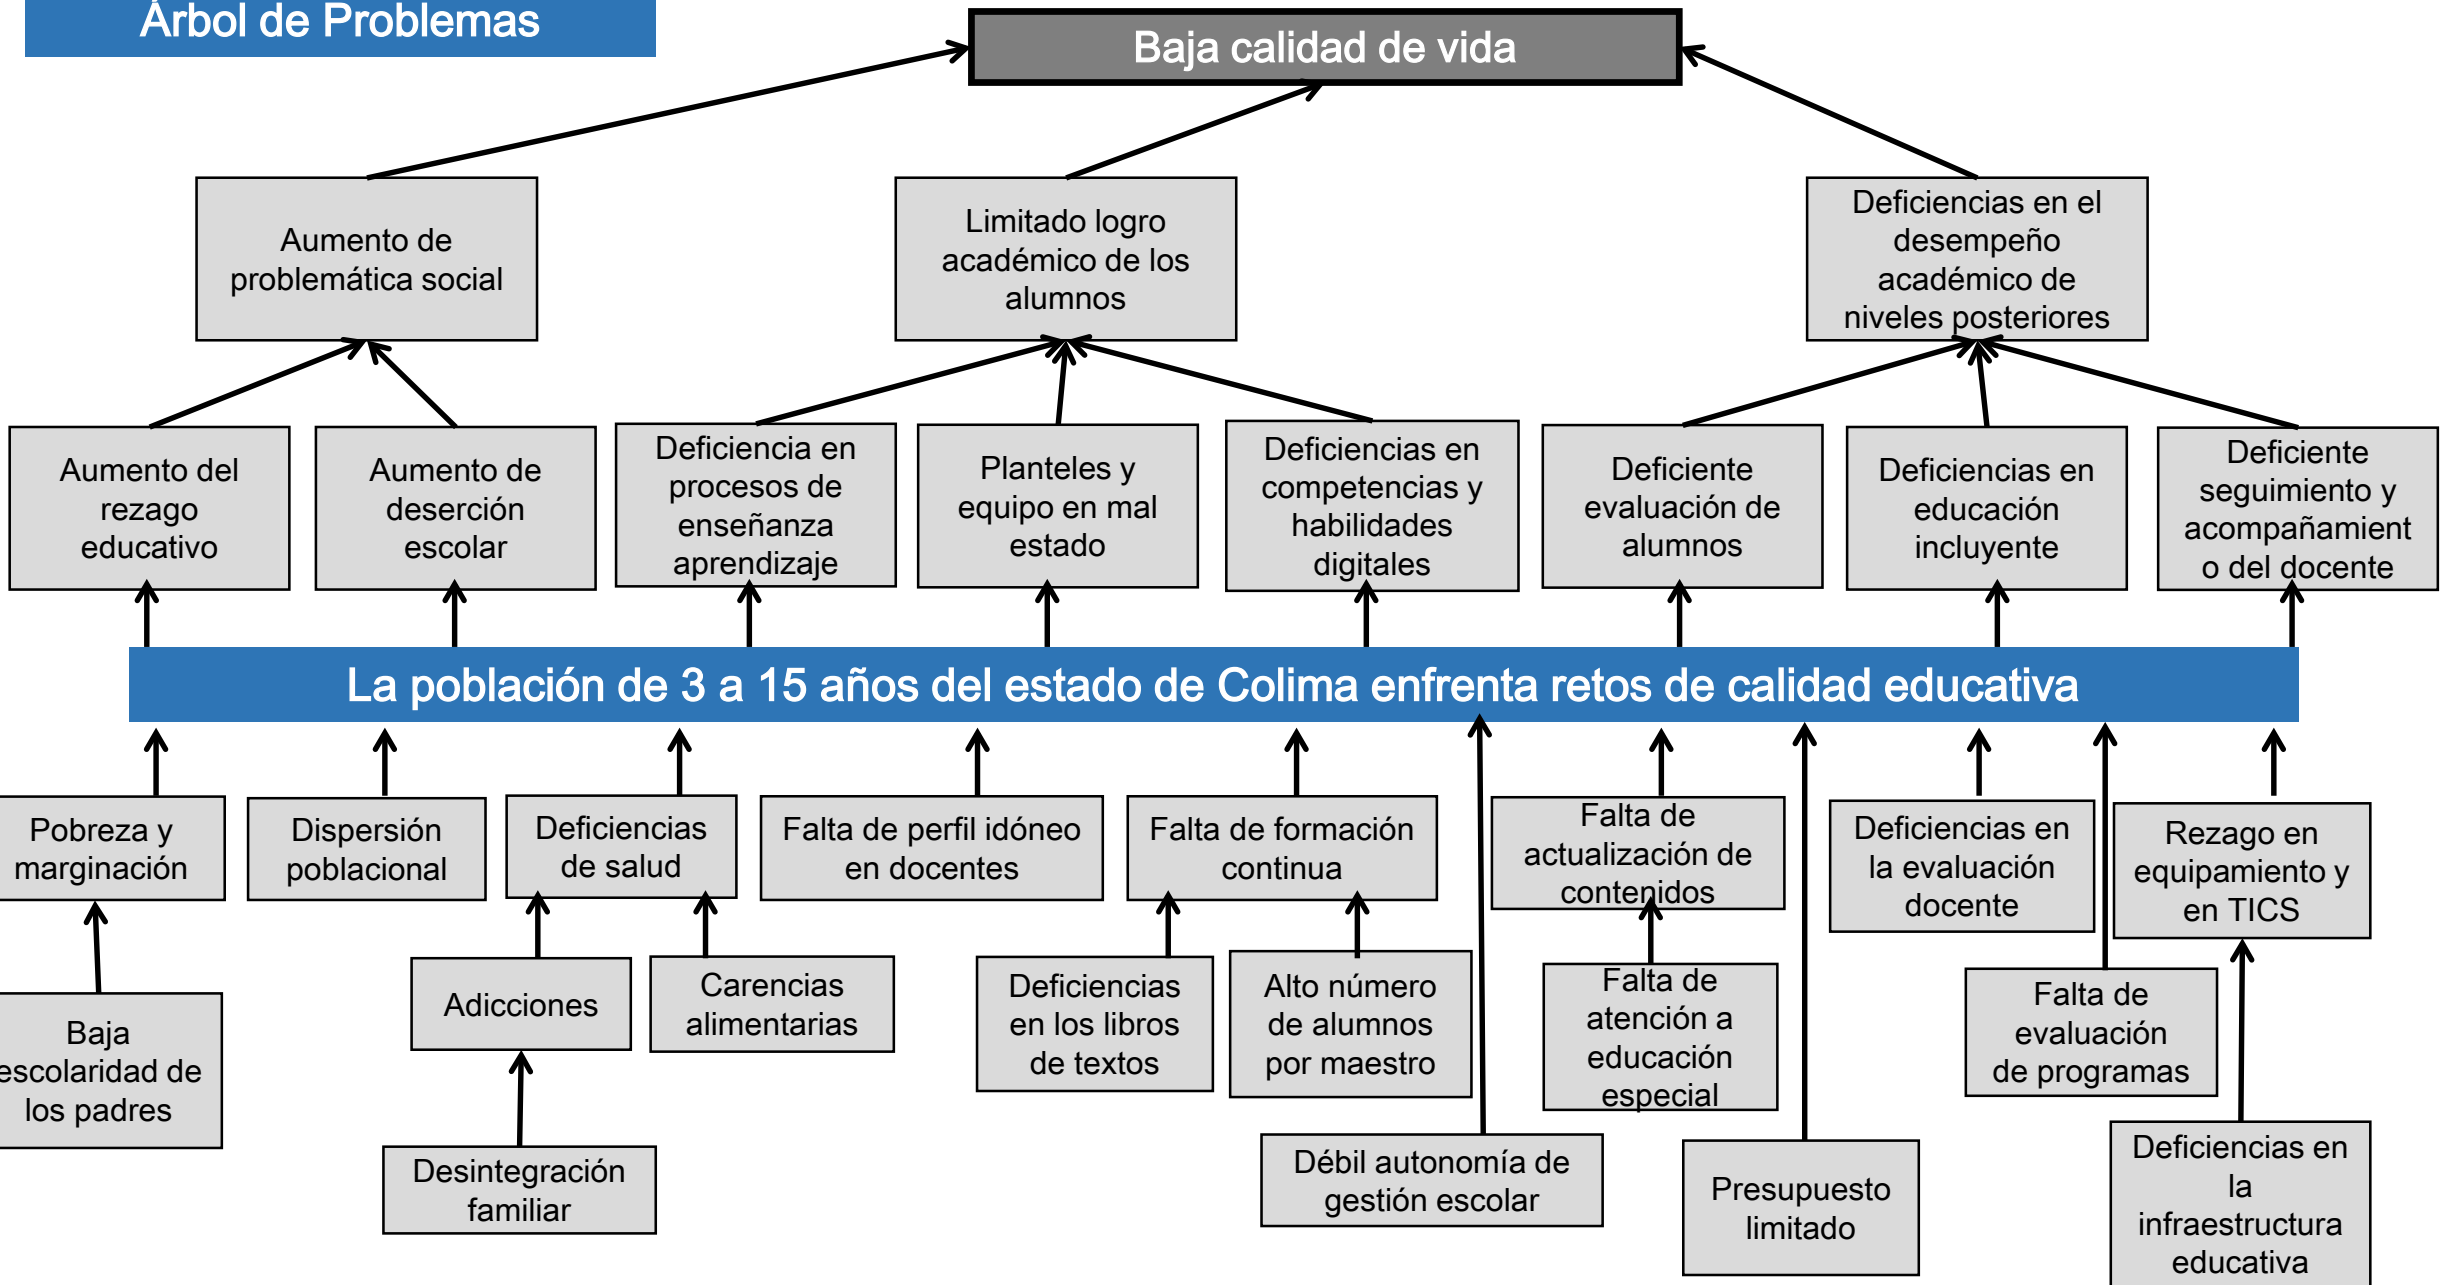 Árbol de Problemas
Baja calidad de vida
Aumento de
problemática social
Limitado logro
académico de los
alumnos
Deficiencias en el
desempeño
académico de
niveles posteriores
Aumento del
rezago
educativo
Aumento de
deserción
escolar
Deficiencia en
procesos de
enseñanza
aprendizaje
Planteles y
equipo en mal
estado
Deficiencias en
competencias y
habilidades
digitales
Deficiente
evaluación de
alumnos
Deficiencias en
educación
incluyente
Deficiente
seguimiento y
acompañamient
o del docente
La población de 3 a 15 años del estado de Colima enfrenta retos de calidad educativa
Pobreza y
marginación
Dispersión
poblacional
Deficiencias
de salud
Falta de perfil idóneo
en docentes
Falta de formación
continua
Falta de
actualización de
contenidos
Deficiencias en
la evaluación
docente
Rezago en
equipamiento y
en TICS
Baja
escolaridad de
los padres
Adicciones
Carencias
alimentarias
Deficiencias
en los libros
de textos
Alto número
de alumnos
por maestro
Falta de
atención a
educación
especial
Falta de
evaluación
de programas
Desintegración
familiar
Débil autonomía de
gestión escolar
Presupuesto
limitado
Deficiencias en
la
infraestructura
educativa